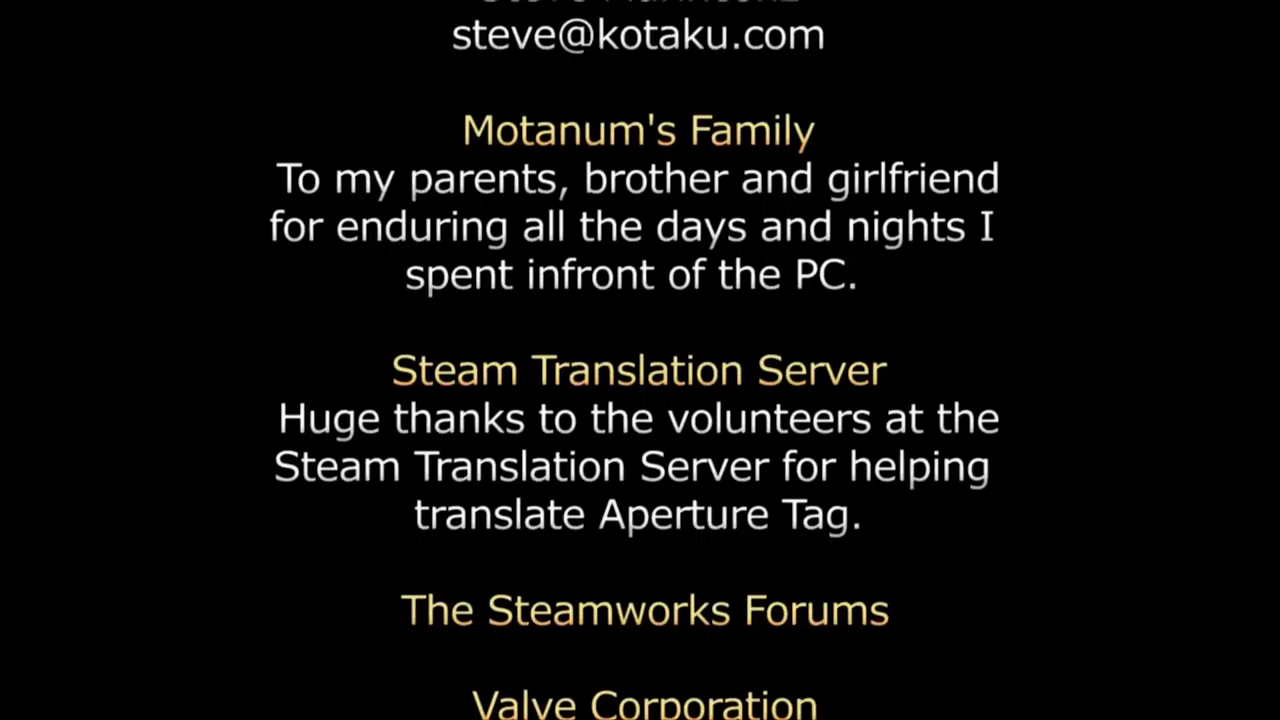 steve@kotaku.com
Motanum's Family
To my parents, brother and girlfriend
for enduring all the days and nights I
spent infront of the PC.
Steam Translation Server
Huge thanks to the volunteers at the
Steam Translation Server for helping
translate Aperture Tag.
The Steamworks Forums
Valve Corporation